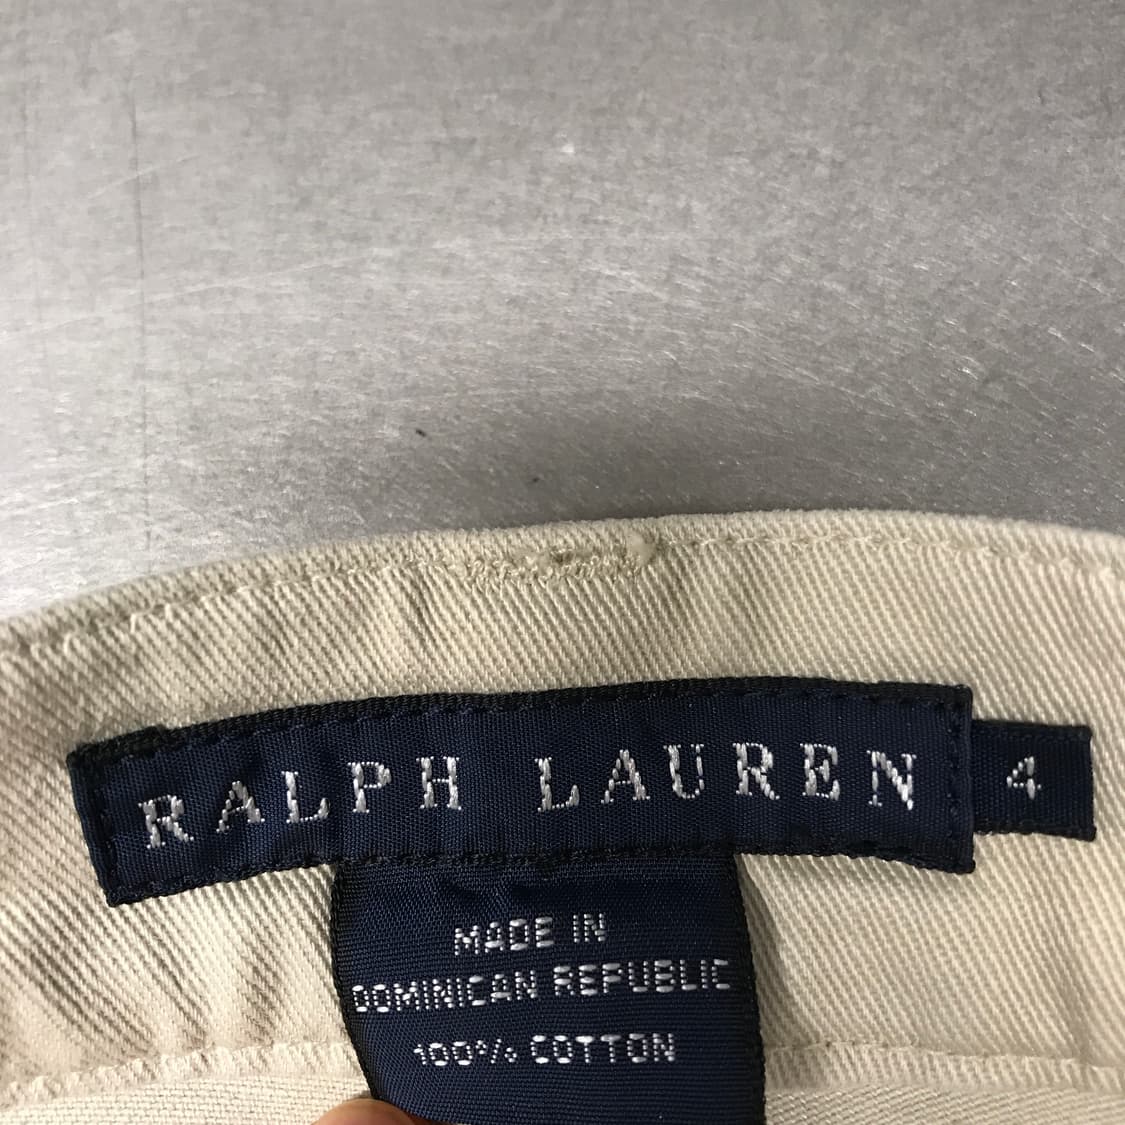 RALPH LAUREN 4
MADE IN
DOMINICAN REPUBLIC
100% COTTON